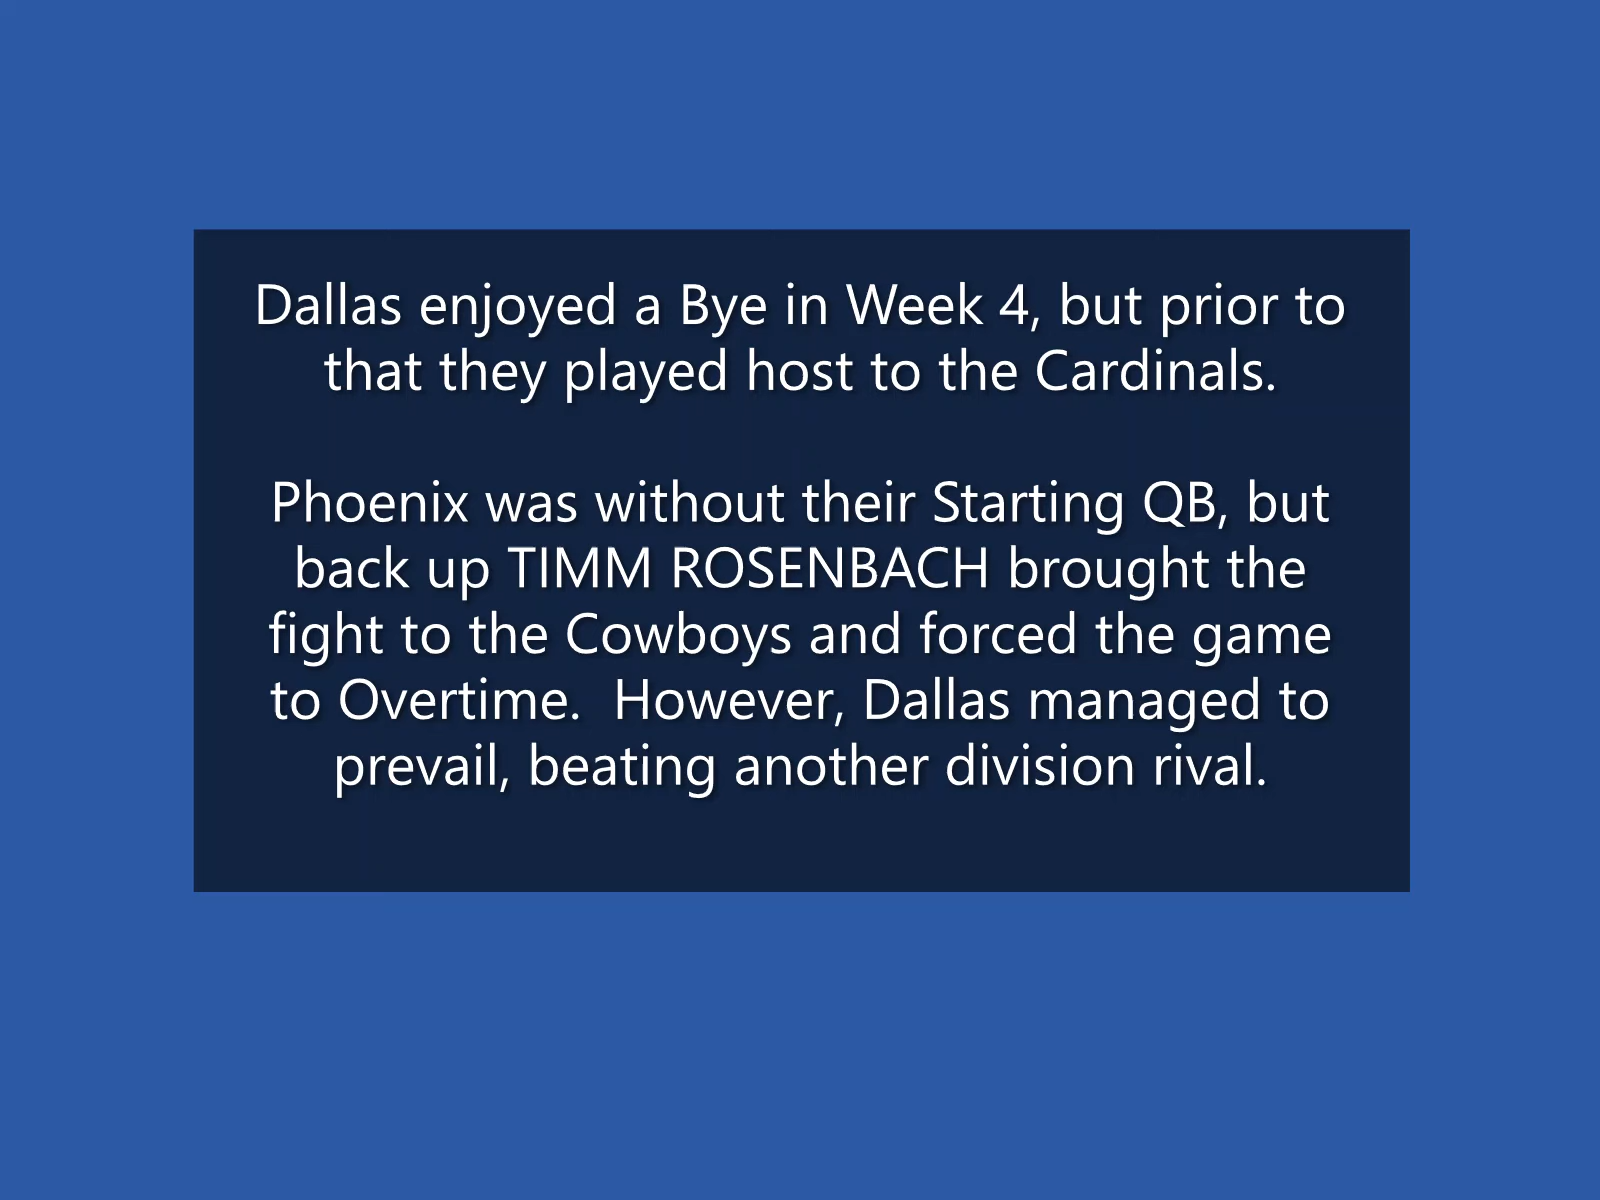 Dallas enjoyed a Bye in Week 4, but prior to
that they played host to the Cardinals.
Phoenix was without their Starting QB, but
back up TIMM ROSENBACH brought the
fight to the Cowboys and forced the game
to Overtime.  However, Dallas managed to
prevail, beating another division rival.